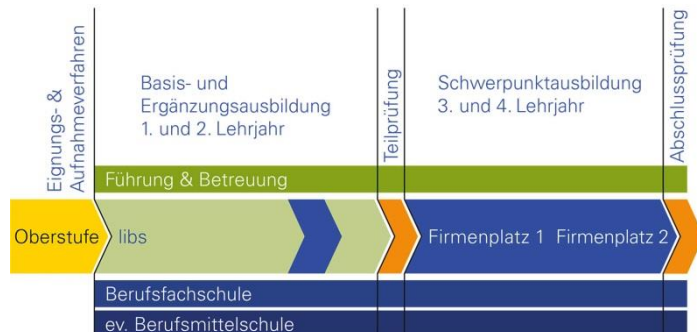 Eignungs- &
Aufnahmeverfahren
Basis- und
Ergänzungsausbildung
1. und 2. Lehrjahr
Teilprüfung
Schwerpunktausbildung
3. und 4. Lehrjahr
Abschlussprüfung
Führung & Betreuung
Oberstufe
libs
Firmenplatz 1
Firmenplatz 2
Berufsfachschule
ev. Berufsmittelschule